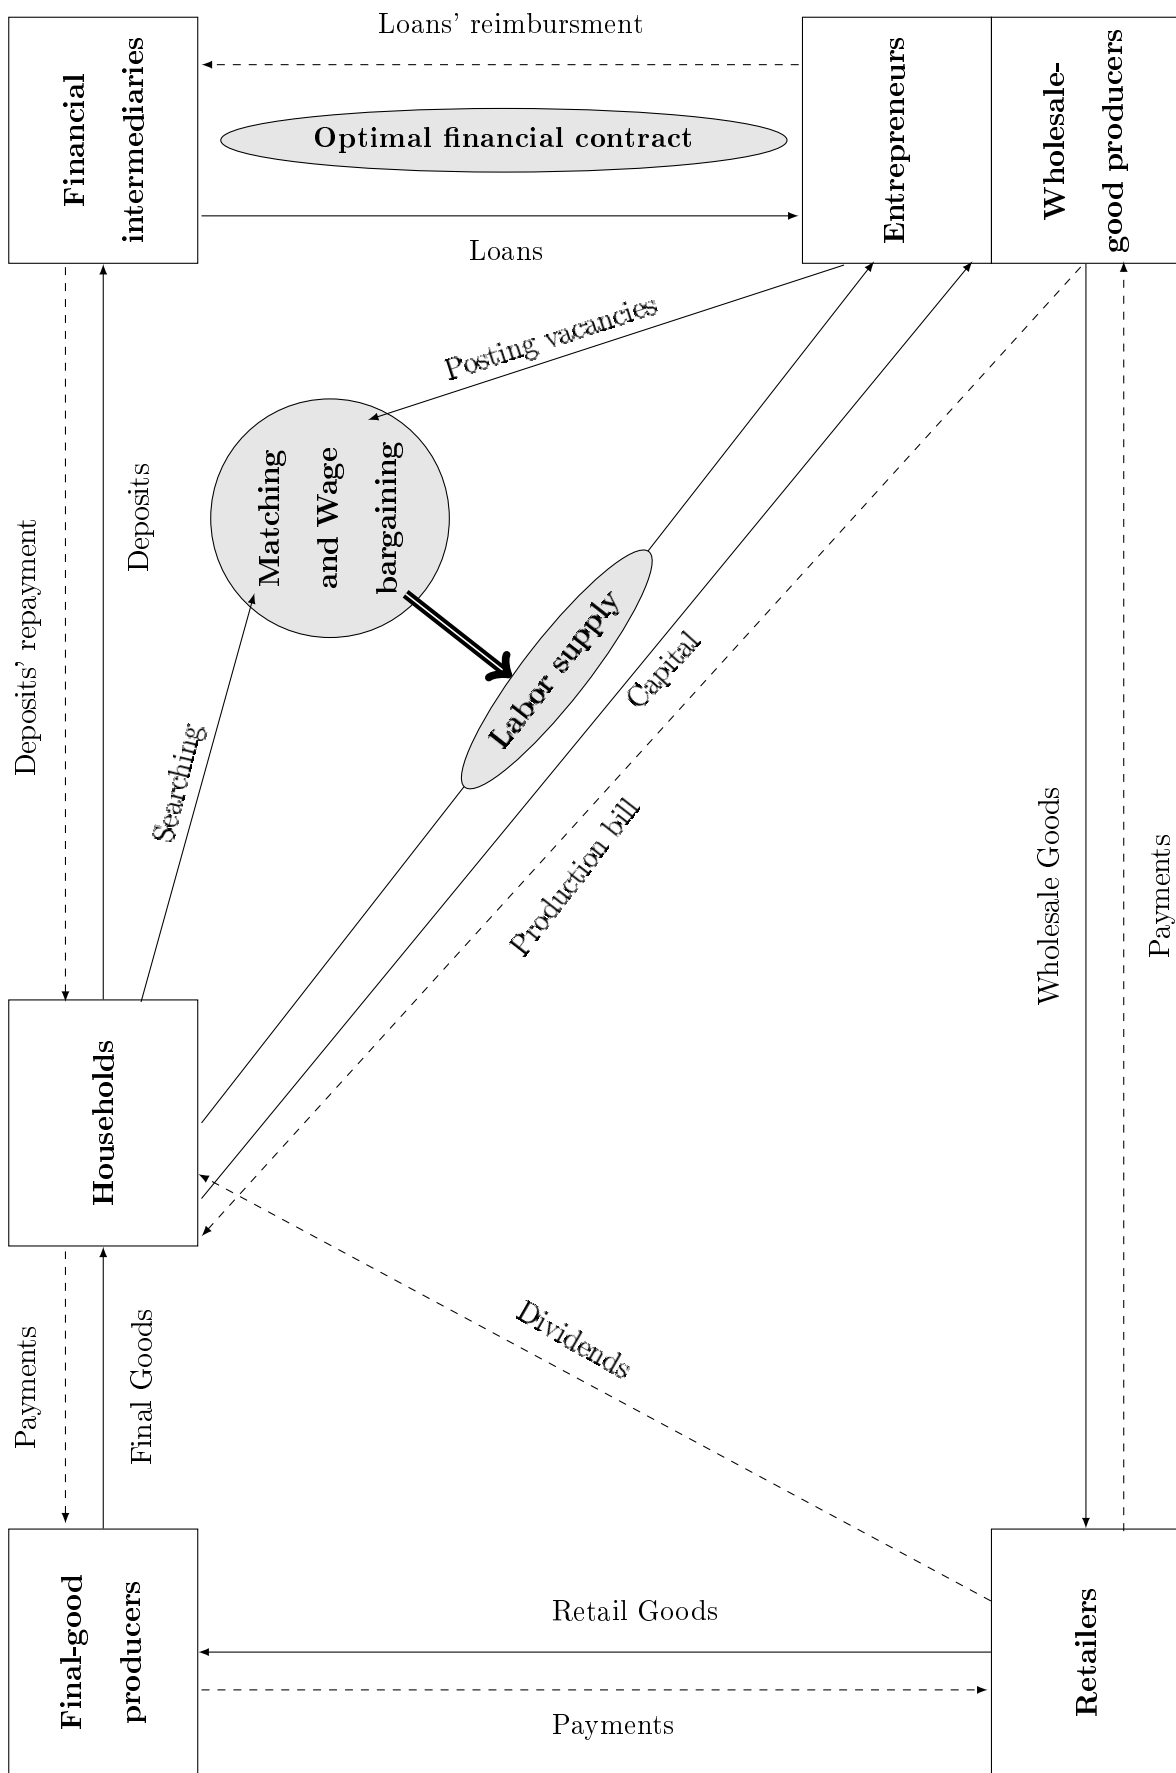 Loans' reimbursment
Financial
intermediaries
Optimal financial contract
Entrepreneurs
Wholesale-
good producers
Loans
Posting vacancies
Deposits' repayment
Deposits
Matching
and Wage
bargaining
Searching
Labor supply
Capital
Production bill
Wholesale Goods
Payments
Households
Payments
Final Goods
Dividends
Final-good
producers
Retail Goods
Payments
Retailers